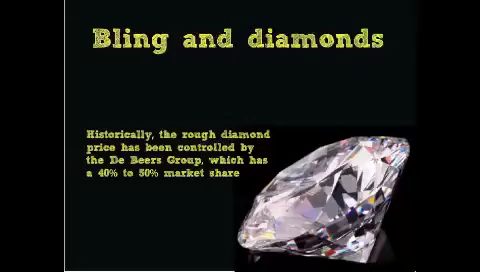 Bling and diamonds
Historically, the rough diamond
price has been controlled by
the De Beers Group, which has
a 40% to 50% market share